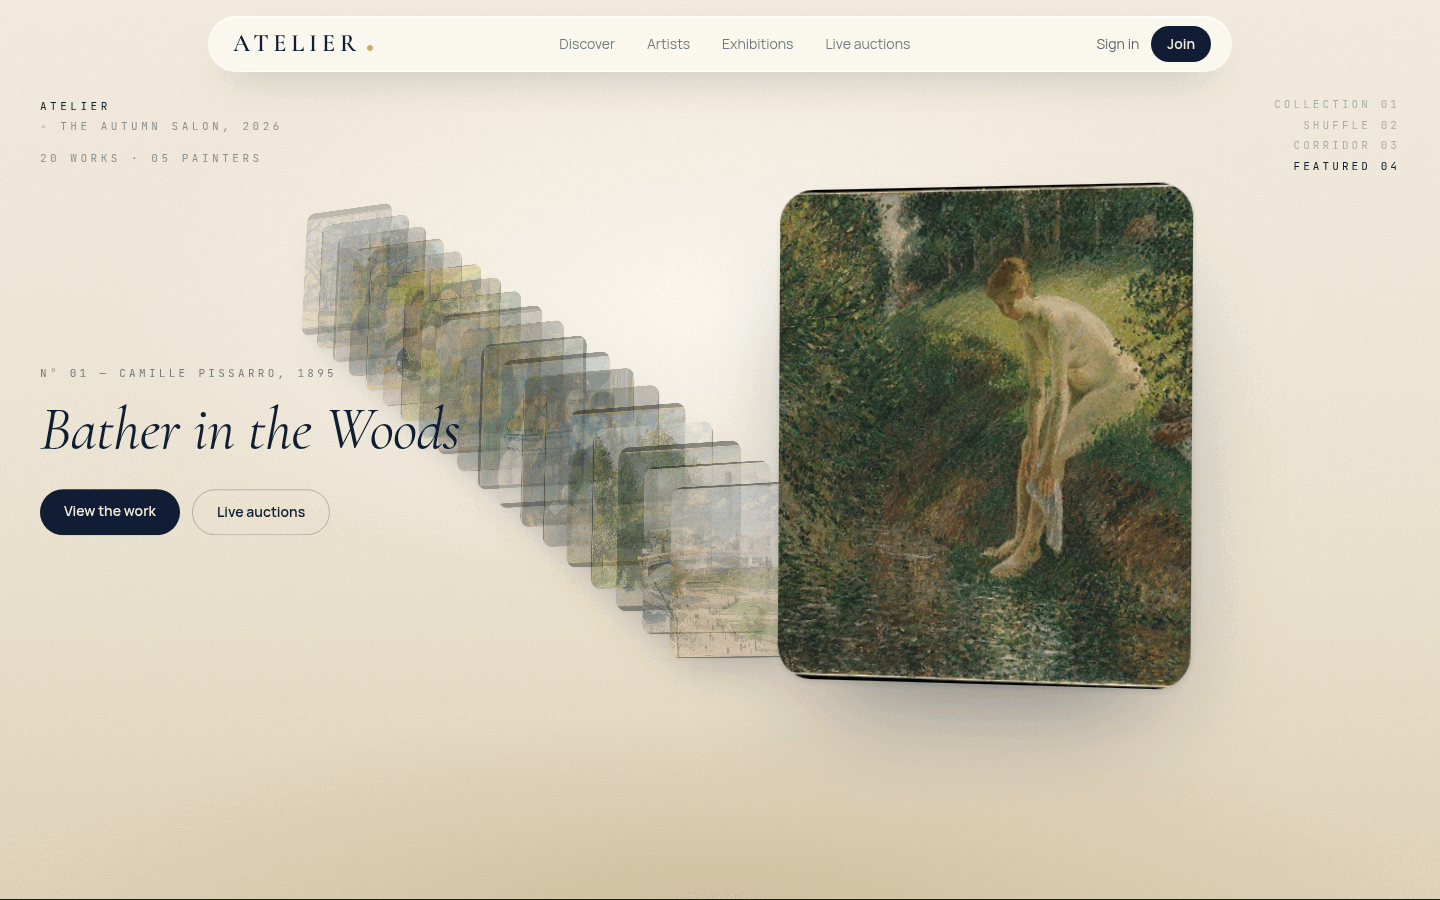 ATELIER.
Discover Artists Exhibitions Live auctions Sign in Join
ATELIER
◦ THE AUTUMN SALON, 2026
20 WORKS · 05 PAINTERS
COLLECTION 01
SHUFFLE 02
CORRIDOR 03
FEATURED 04
N° 01 — CAMILLE PISSARRO, 1895
Bather in the Woods
View the work Live auctions